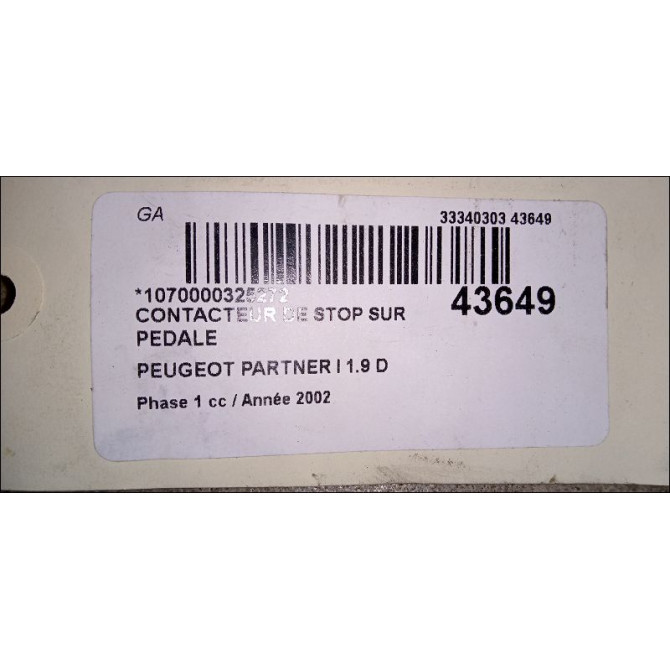 GA
33340303 43649
*1070000325272
43649
CONTACTEUR DE STOP SUR
PEDALE
PEUGEOT PARTNER I 1.9 D
Phase 1 cc / Année 2002